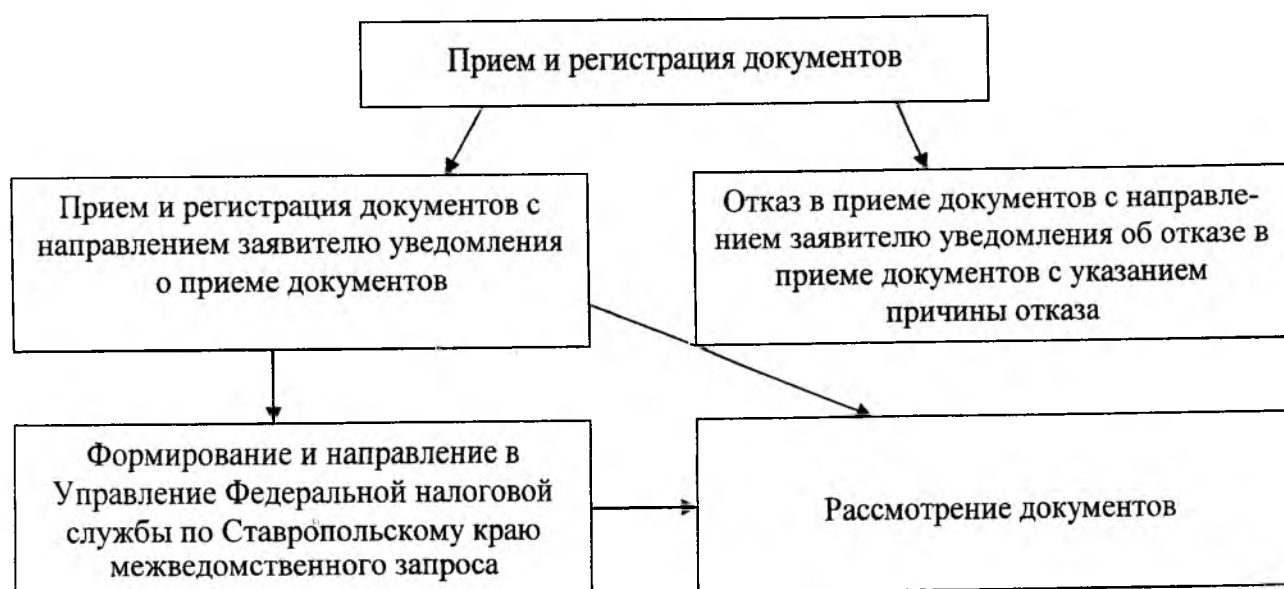 Прием и регистрация документов
Прием и регистрация документов с
направлением заявителю уведомления
о приеме документов
Отказ в приеме документов с направле-
нием заявителю уведомления об отказе в
приеме документов с указанием
причины отказа
Формирование и направление в
Управление Федеральной налоговой
службы по Ставропольскому краю
межведомственного запроса
Рассмотрение документов